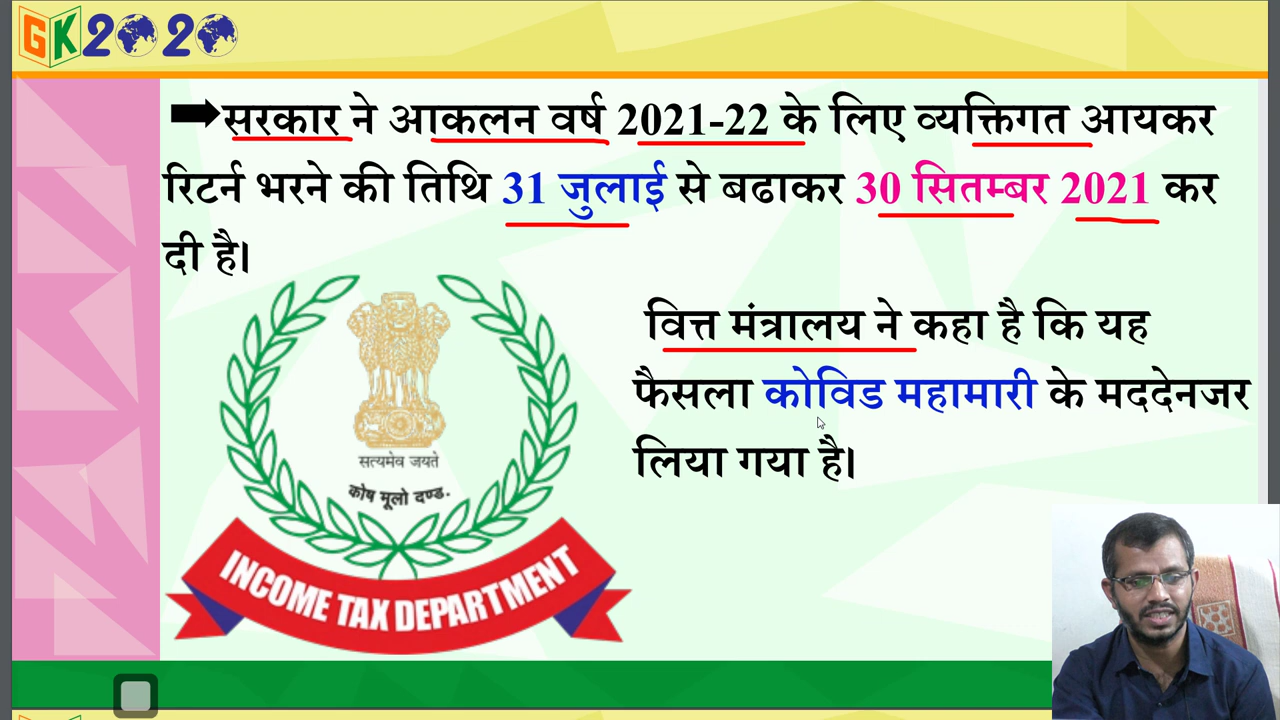 GK2020
सरकार ने आकलन वर्ष 2021-22 के लिए व्यक्तिगत आयकर
रिटर्न भरने की तिथि 31 जुलाई से बढाकर 30 सितम्बर 2021 कर
दी है।
वित्त मंत्रालय ने कहा है कि यह
फैसला कोविड महामारी के मददेनजर
लिया गया है।
सत्यमेव जयते
कोष मूलो दण्ड.
INCOME TAX DEPARTMENT